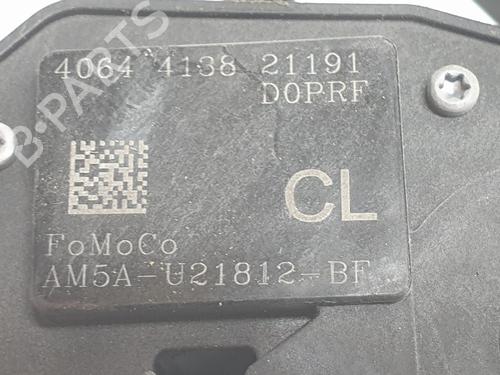 4064 4138 21191
D0PRF
CL
FoMoCo
AM5A-U21812-BF
B-PARTS